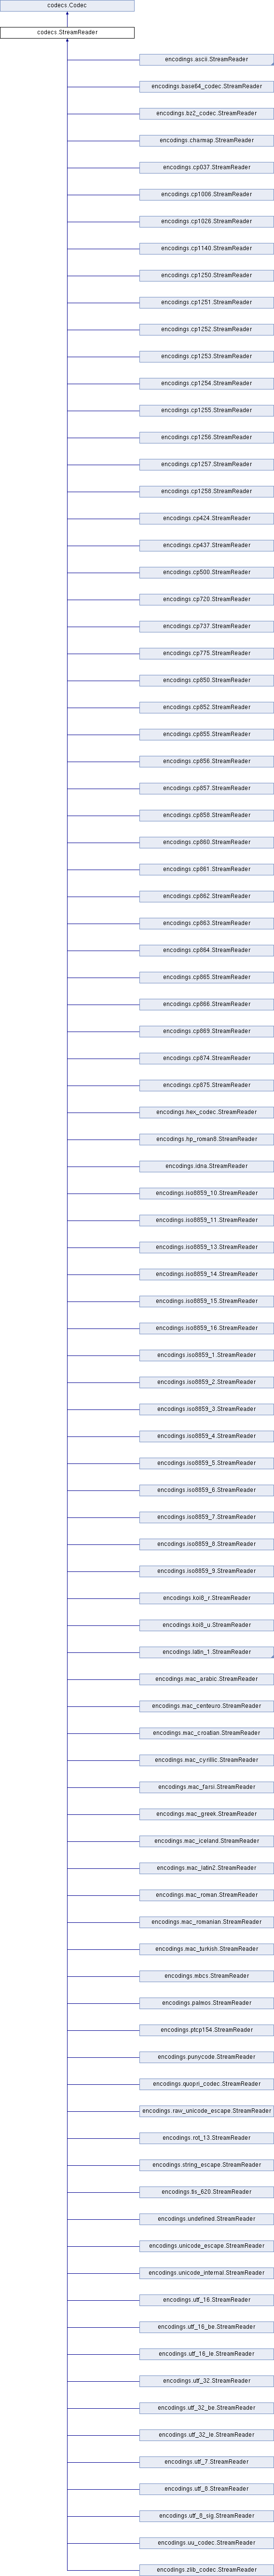 codecs.Codec
codecs.StreamReader
encodings.ascii.StreamReader
encodings.base64_codec.StreamReader
encodings.bz2_codec.StreamReader
encodings.charmap.StreamReader
encodings.cp037.StreamReader
encodings.cp1006.StreamReader
encodings.cp1026.StreamReader
encodings.cp1140.StreamReader
encodings.cp1250.StreamReader
encodings.cp1251.StreamReader
encodings.cp1252.StreamReader
encodings.cp1253.StreamReader
encodings.cp1254.StreamReader
encodings.cp1255.StreamReader
encodings.cp1256.StreamReader
encodings.cp1257.StreamReader
encodings.cp1258.StreamReader
encodings.cp424.StreamReader
encodings.cp437.StreamReader
encodings.cp500.StreamReader
encodings.cp720.StreamReader
encodings.cp737.StreamReader
encodings.cp775.StreamReader
encodings.cp850.StreamReader
encodings.cp852.StreamReader
encodings.cp855.StreamReader
encodings.cp856.StreamReader
encodings.cp857.StreamReader
encodings.cp858.StreamReader
encodings.cp860.StreamReader
encodings.cp861.StreamReader
encodings.cp862.StreamReader
encodings.cp863.StreamReader
encodings.cp864.StreamReader
encodings.cp865.StreamReader
encodings.cp866.StreamReader
encodings.cp869.StreamReader
encodings.cp874.StreamReader
encodings.cp875.StreamReader
encodings.hex_codec.StreamReader
encodings.hp_roman8.StreamReader
encodings.idna.StreamReader
encodings.iso8859_10.StreamReader
encodings.iso8859_11.StreamReader
encodings.iso8859_13.StreamReader
encodings.iso8859_14.StreamReader
encodings.iso8859_15.StreamReader
encodings.iso8859_16.StreamReader
encodings.iso8859_1.StreamReader
encodings.iso8859_2.StreamReader
encodings.iso8859_3.StreamReader
encodings.iso8859_4.StreamReader
encodings.iso8859_5.StreamReader
encodings.iso8859_6.StreamReader
encodings.iso8859_7.StreamReader
encodings.iso8859_8.StreamReader
encodings.iso8859_9.StreamReader
encodings.koi8_r.StreamReader
encodings.koi8_u.StreamReader
encodings.latin_1.StreamReader
encodings.mac_arabic.StreamReader
encodings.mac_centeuro.StreamReader
encodings.mac_croatian.StreamReader
encodings.mac_cyrillic.StreamReader
encodings.mac_farsi.StreamReader
encodings.mac_greek.StreamReader
encodings.mac_iceland.StreamReader
encodings.mac_latin2.StreamReader
encodings.mac_roman.StreamReader
encodings.mac_romanian.StreamReader
encodings.mac_turkish.StreamReader
encodings.mbcs.StreamReader
encodings.palmos.StreamReader
encodings.ptcp154.StreamReader
encodings.punycode.StreamReader
encodings.quopri_codec.StreamReader
encodings.raw_unicode_escape.StreamReader
encodings.rot_13.StreamReader
encodings.string_escape.StreamReader
encodings.tis_620.StreamReader
encodings.undefined.StreamReader
encodings.unicode_escape.StreamReader
encodings.unicode_internal.StreamReader
encodings.utf_16.StreamReader
encodings.utf_16_be.StreamReader
encodings.utf_16_le.StreamReader
encodings.utf_32.StreamReader
encodings.utf_32_be.StreamReader
encodings.utf_32_le.StreamReader
encodings.utf_7.StreamReader
encodings.utf_8.StreamReader
encodings.utf_8_sig.StreamReader
encodings.uu_codec.StreamReader
encodings.zlib_codec.StreamReader